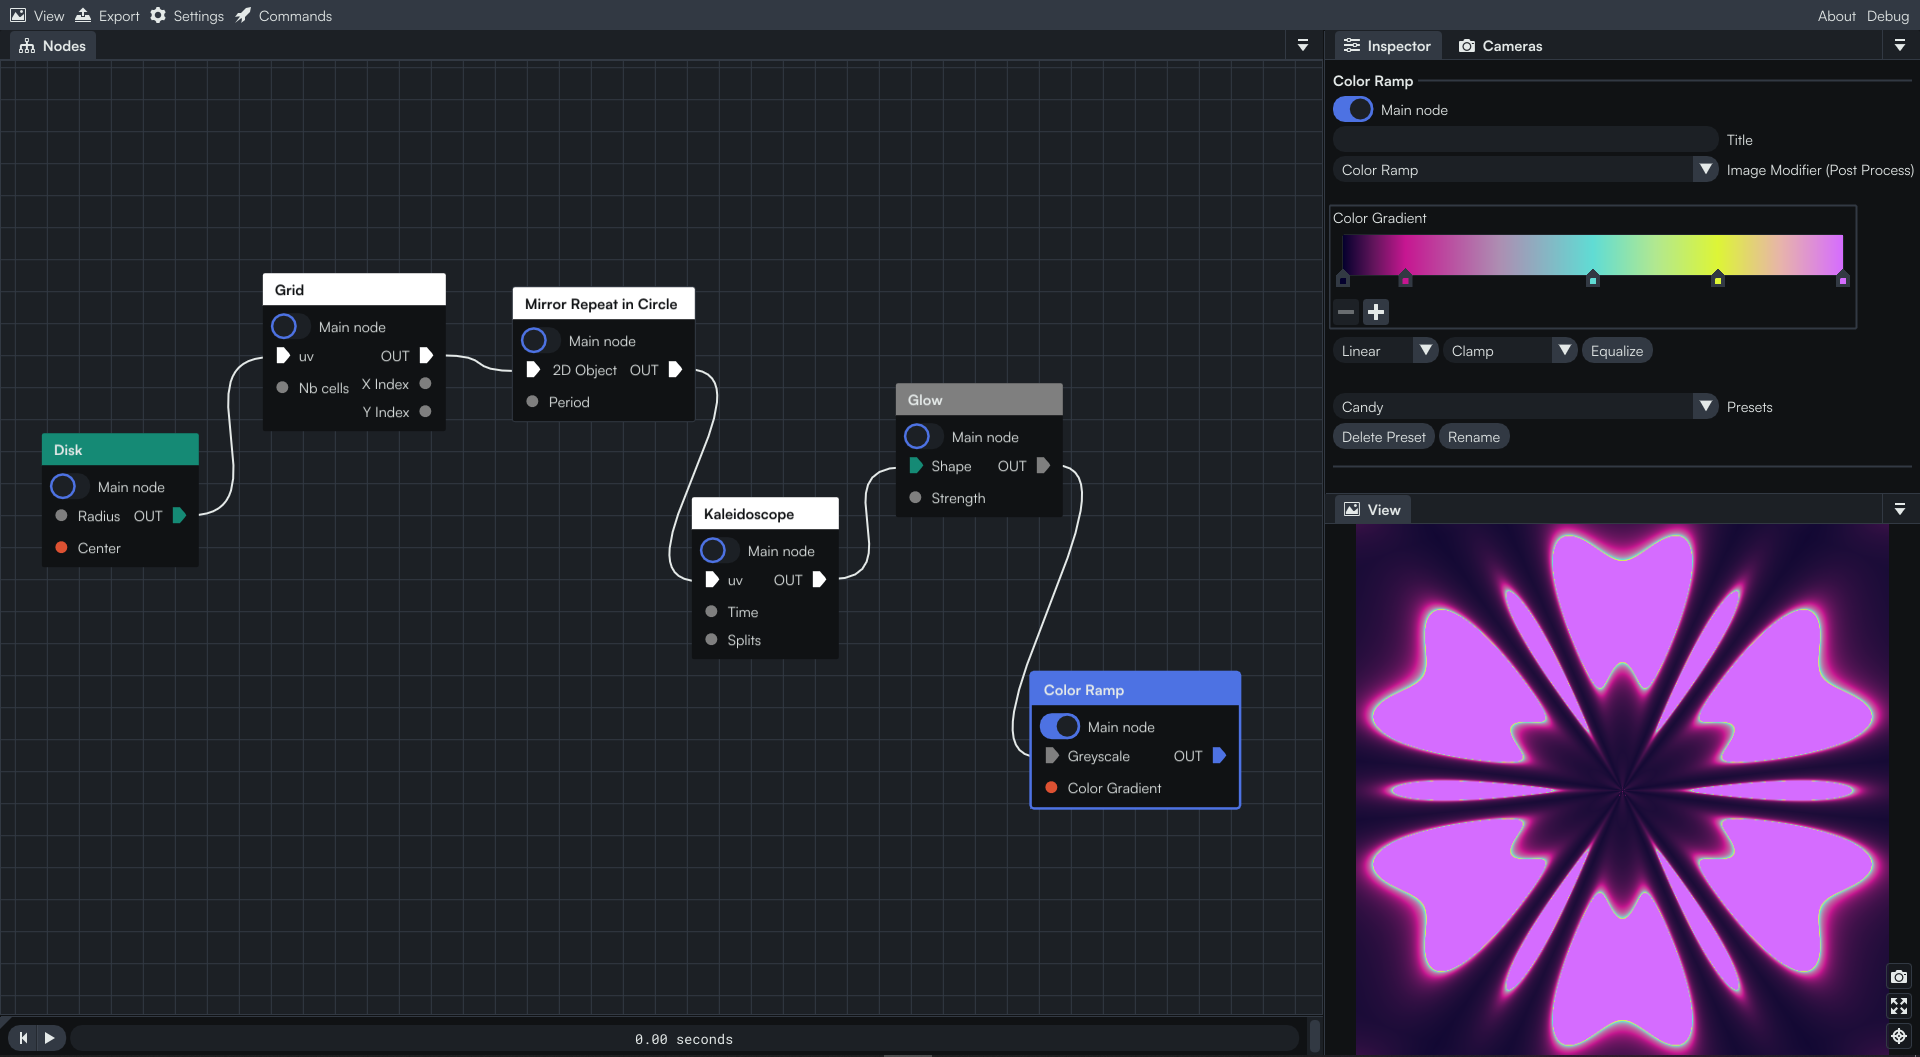 View Export Settings Commands About Debug
Nodes
Inspector Cameras
Color Ramp
Main node
Title
Color Ramp Image Modifier (Post Process)
Color Gradient
Linear Clamp Equalize
Candy Presets
Delete Preset Rename
View
Grid
Main node
uv OUT
Nb cells X Index
Y Index
Mirror Repeat in Circle
Main node
2D Object OUT
Period
Glow
Main node
Shape OUT
Strength
Disk
Main node
Radius OUT
Center
Kaleidoscope
Main node
uv OUT
Time
Splits
Color Ramp
Main node
Greyscale OUT
Color Gradient
0.00 seconds